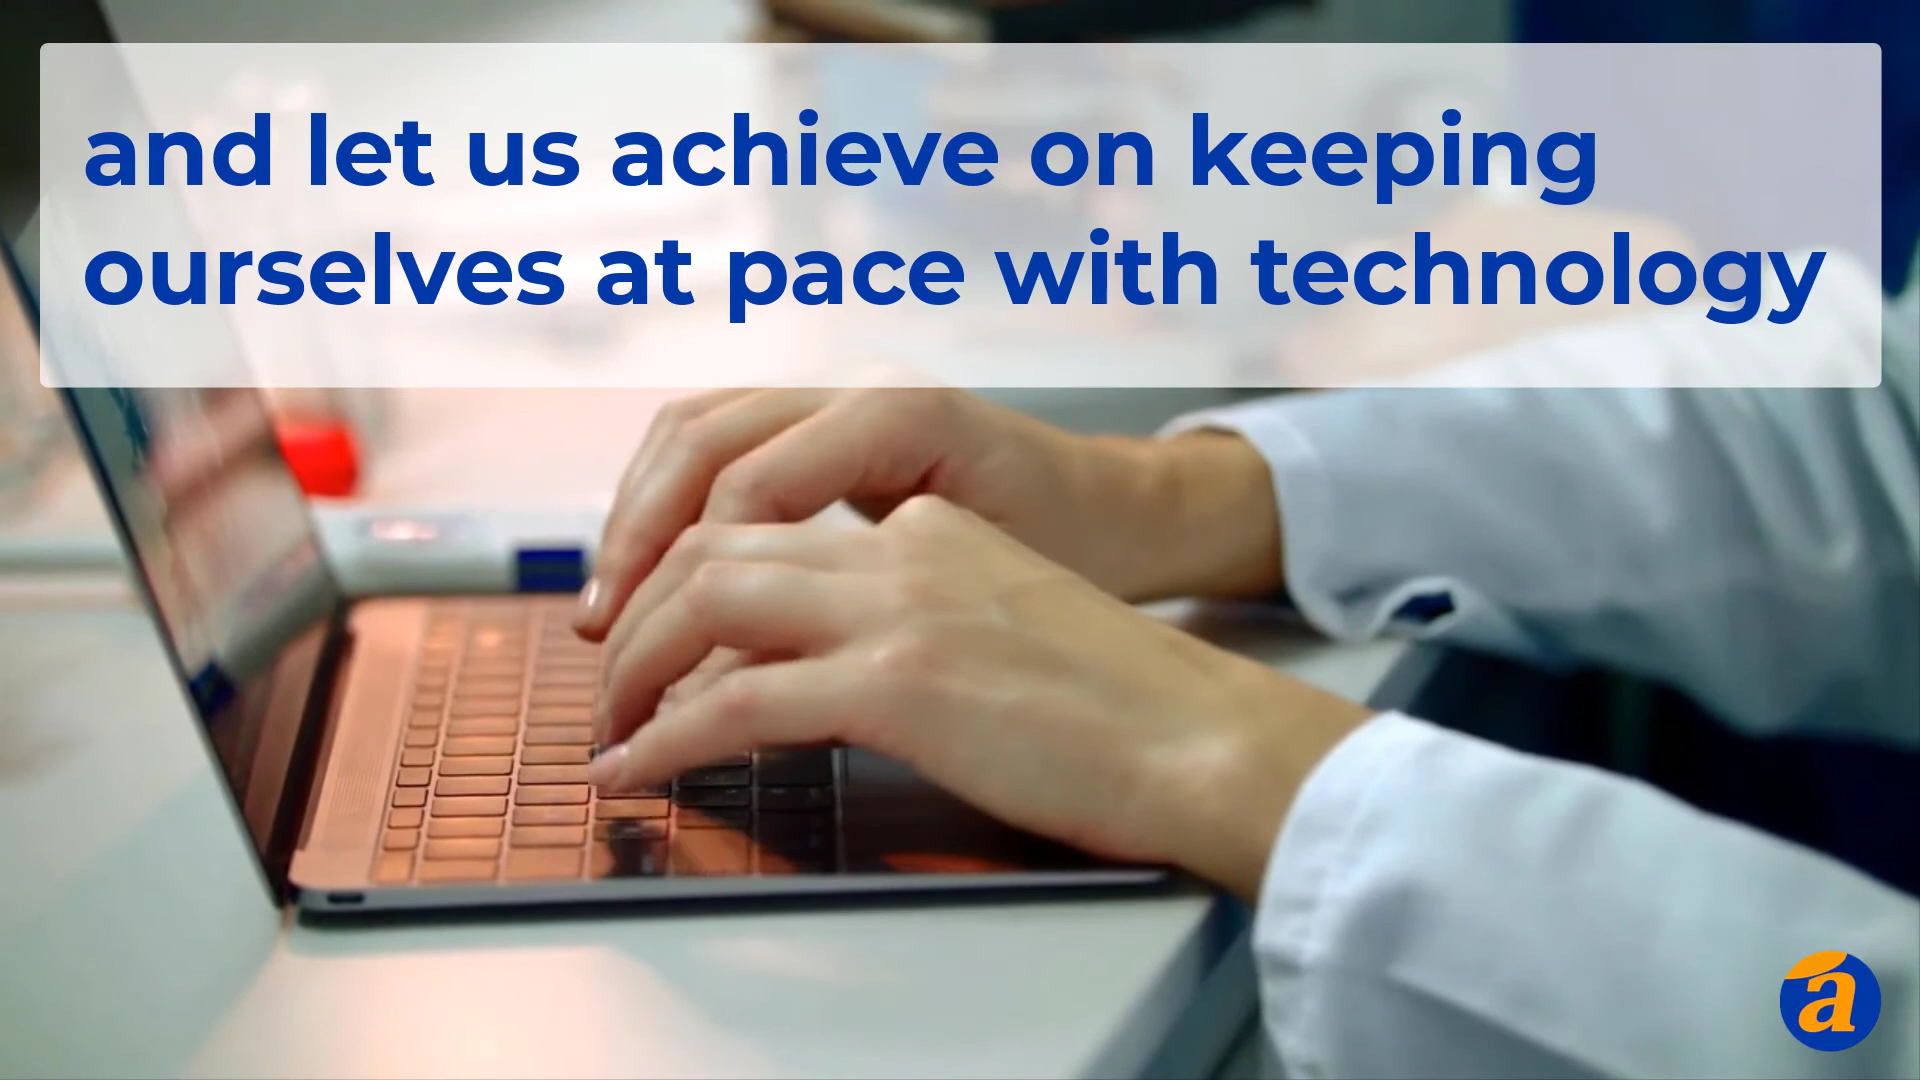 and let us achieve on keeping
ourselves at pace with technology
a